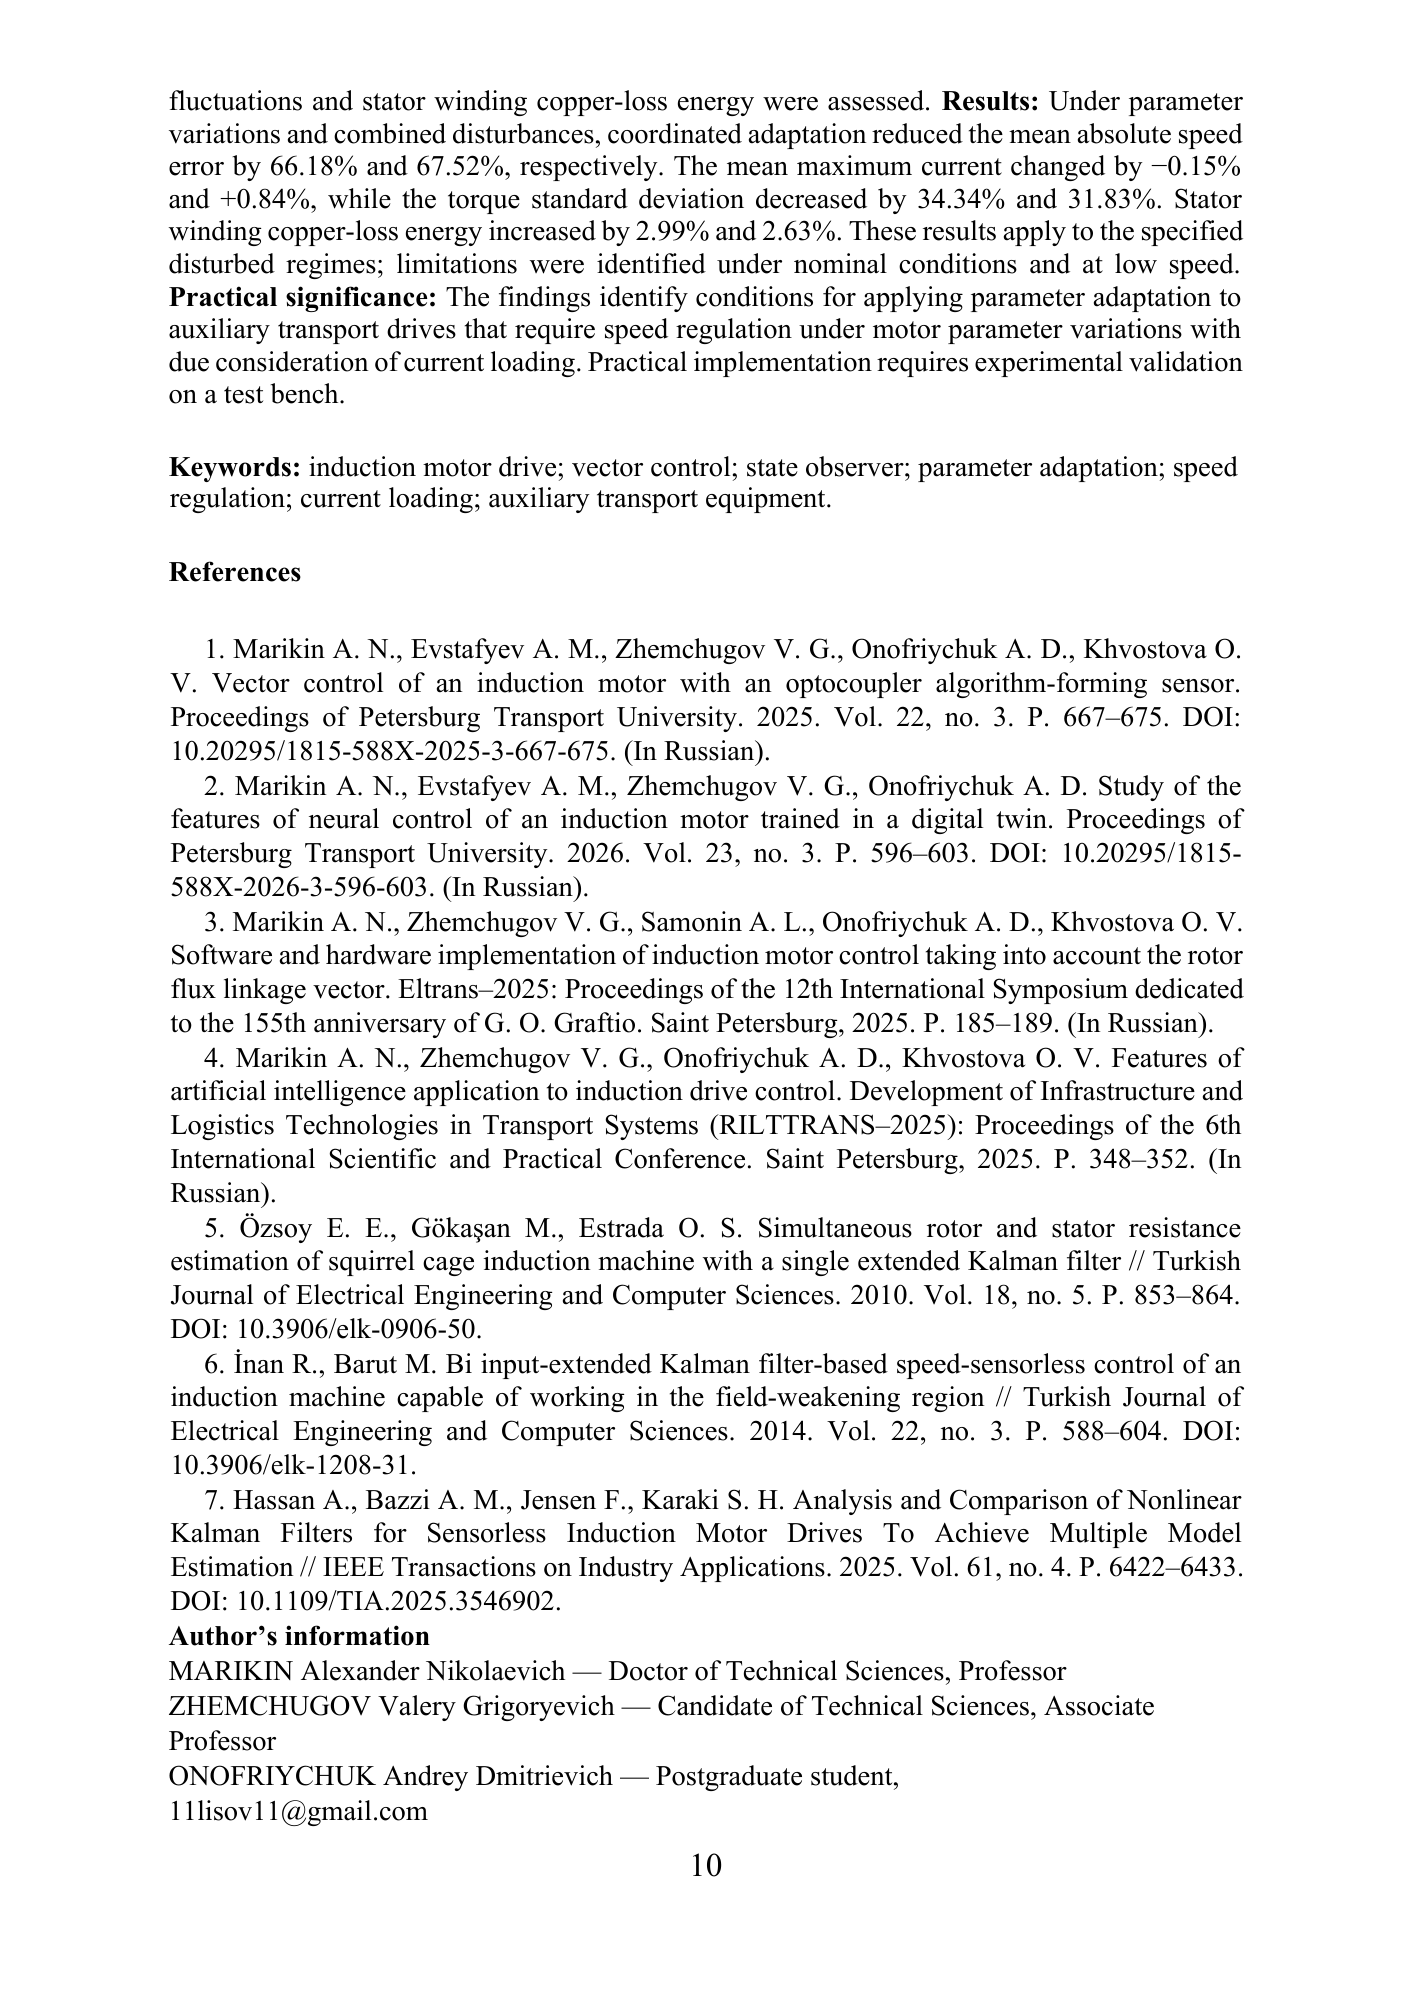 fluctuations and stator winding copper-loss energy were assessed. Results: Under parameter
variations and combined disturbances, coordinated adaptation reduced the mean absolute speed
error by 66.18% and 67.52%, respectively. The mean maximum current changed by −0.15%
and +0.84%, while the torque standard deviation decreased by 34.34% and 31.83%. Stator
winding copper-loss energy increased by 2.99% and 2.63%. These results apply to the specified
disturbed regimes; limitations were identified under nominal conditions and at low speed.
Practical significance: The findings identify conditions for applying parameter adaptation to
auxiliary transport drives that require speed regulation under motor parameter variations with
due consideration of current loading. Practical implementation requires experimental validation
on a test bench.
Keywords: induction motor drive; vector control; state observer; parameter adaptation; speed
regulation; current loading; auxiliary transport equipment.
References
1. Marikin A. N., Evstafyev A. M., Zhemchugov V. G., Onofriychuk A. D., Khvostova O.
V. Vector control of an induction motor with an optocoupler algorithm-forming sensor.
Proceedings of Petersburg Transport University. 2025. Vol. 22, no. 3. P. 667–675. DOI:
10.20295/1815-588X-2025-3-667-675. (In Russian).
2. Marikin A. N., Evstafyev A. M., Zhemchugov V. G., Onofriychuk A. D. Study of the
features of neural control of an induction motor trained in a digital twin. Proceedings of
Petersburg Transport University. 2026. Vol. 23, no. 3. P. 596–603. DOI: 10.20295/1815-
588X-2026-3-596-603. (In Russian).
3. Marikin A. N., Zhemchugov V. G., Samonin A. L., Onofriychuk A. D., Khvostova O. V.
Software and hardware implementation of induction motor control taking into account the rotor
flux linkage vector. Eltrans–2025: Proceedings of the 12th International Symposium dedicated
to the 155th anniversary of G. O. Graftio. Saint Petersburg, 2025. P. 185–189. (In Russian).
4. Marikin A. N., Zhemchugov V. G., Onofriychuk A. D., Khvostova O. V. Features of
artificial intelligence application to induction drive control. Development of Infrastructure and
Logistics Technologies in Transport Systems (RILTTRANS–2025): Proceedings of the 6th
International Scientific and Practical Conference. Saint Petersburg, 2025. P. 348–352. (In
Russian).
5. Özsoy E. E., Gökaşan M., Estrada O. S. Simultaneous rotor and stator resistance
estimation of squirrel cage induction machine with a single extended Kalman filter // Turkish
Journal of Electrical Engineering and Computer Sciences. 2010. Vol. 18, no. 5. P. 853–864.
DOI: 10.3906/elk-0906-50.
6. İnan R., Barut M. Bi input-extended Kalman filter-based speed-sensorless control of an
induction machine capable of working in the field-weakening region // Turkish Journal of
Electrical Engineering and Computer Sciences. 2014. Vol. 22, no. 3. P. 588–604. DOI:
10.3906/elk-1208-31.
7. Hassan A., Bazzi A. M., Jensen F., Karaki S. H. Analysis and Comparison of Nonlinear
Kalman Filters for Sensorless Induction Motor Drives To Achieve Multiple Model
Estimation // IEEE Transactions on Industry Applications. 2025. Vol. 61, no. 4. P. 6422–6433.
DOI: 10.1109/TIA.2025.3546902.
Author’s information
MARIKIN Alexander Nikolaevich — Doctor of Technical Sciences, Professor
ZHEMCHUGOV Valery Grigoryevich — Candidate of Technical Sciences, Associate
Professor
ONOFRIYCHUK Andrey Dmitrievich — Postgraduate student,
11lisov11@gmail.com
10